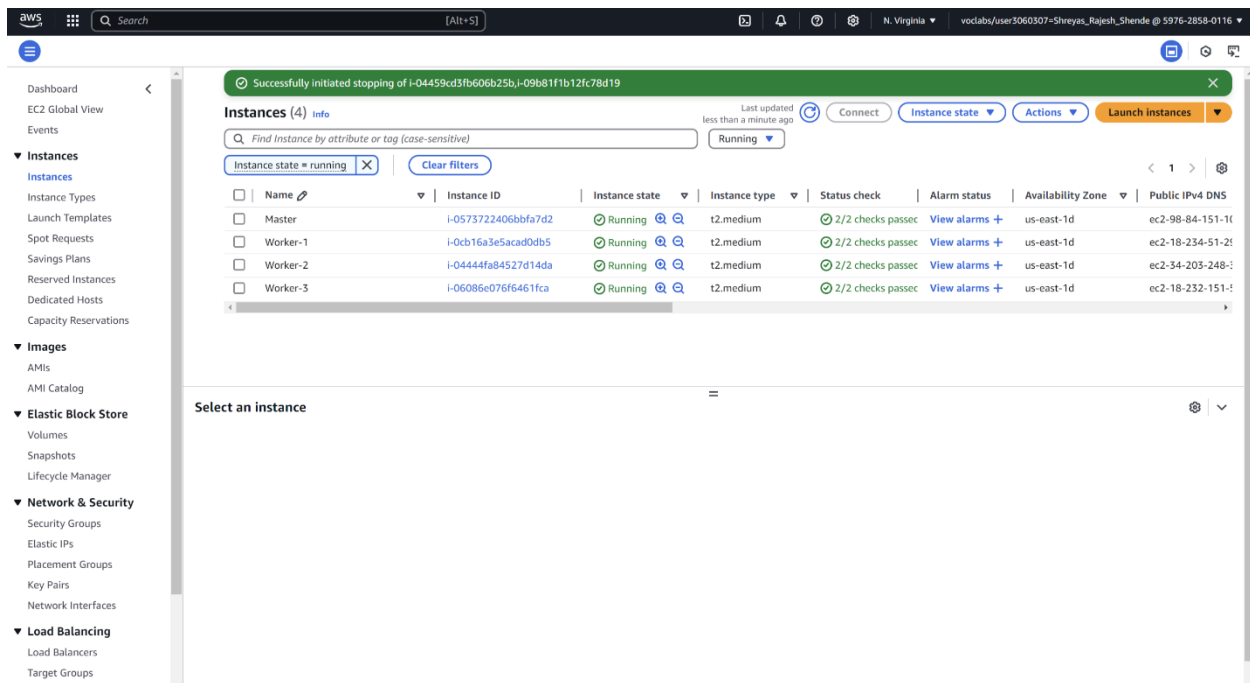 aws Search [Alt+S] N. Virginia voclabs/user3060307=Shreyas_Rajesh_Shende @ 5976-2858-0116
Dashboard
EC2 Global View
Events
Instances
Instances
Instance Types
Launch Templates
Spot Requests
Savings Plans
Reserved Instances
Dedicated Hosts
Capacity Reservations
Images
AMIs
AMI Catalog
Elastic Block Store
Volumes
Snapshots
Lifecycle Manager
Network & Security
Security Groups
Elastic IPs
Placement Groups
Key Pairs
Network Interfaces
Load Balancing
Load Balancers
Target Groups
Successfully initiated stopping of i-04459cd3fb606b25b,i-09b81f1b12fc78d19
Instances (4) Info
Last updated
less than a minute ago
Connect Instance state Actions Launch instances
Find Instance by attribute or tag (case-sensitive) Running
Instance state = running Clear filters 1
Name Instance ID Instance state Instance type Status check Alarm status Availability Zone Public IPv4 DNS
Master i-0573722406bbfa7d2 Running t2.medium 2/2 checks passec View alarms + us-east-1d ec2-98-84-151-10
Worker-1 i-0cb16a3e5acad0db5 Running t2.medium 2/2 checks passec View alarms + us-east-1d ec2-18-234-51-25
Worker-2 i-04444fa84527d14da Running t2.medium 2/2 checks passec View alarms + us-east-1d ec2-34-203-248-
Worker-3 i-06086e076f6461fca Running t2.medium 2/2 checks passec View alarms + us-east-1d ec2-18-232-151-
Select an instance